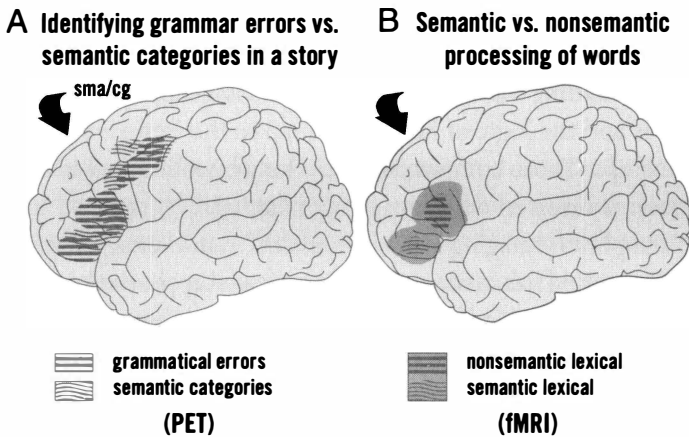 A Identifying grammar errors vs.
semantic categories in a story
sma/cg
B Semantic vs. nonsemantic
processing of words
grammatical errors
semantic categories
(PET)
nonsemantic lexical
semantic lexical
(fMRI)